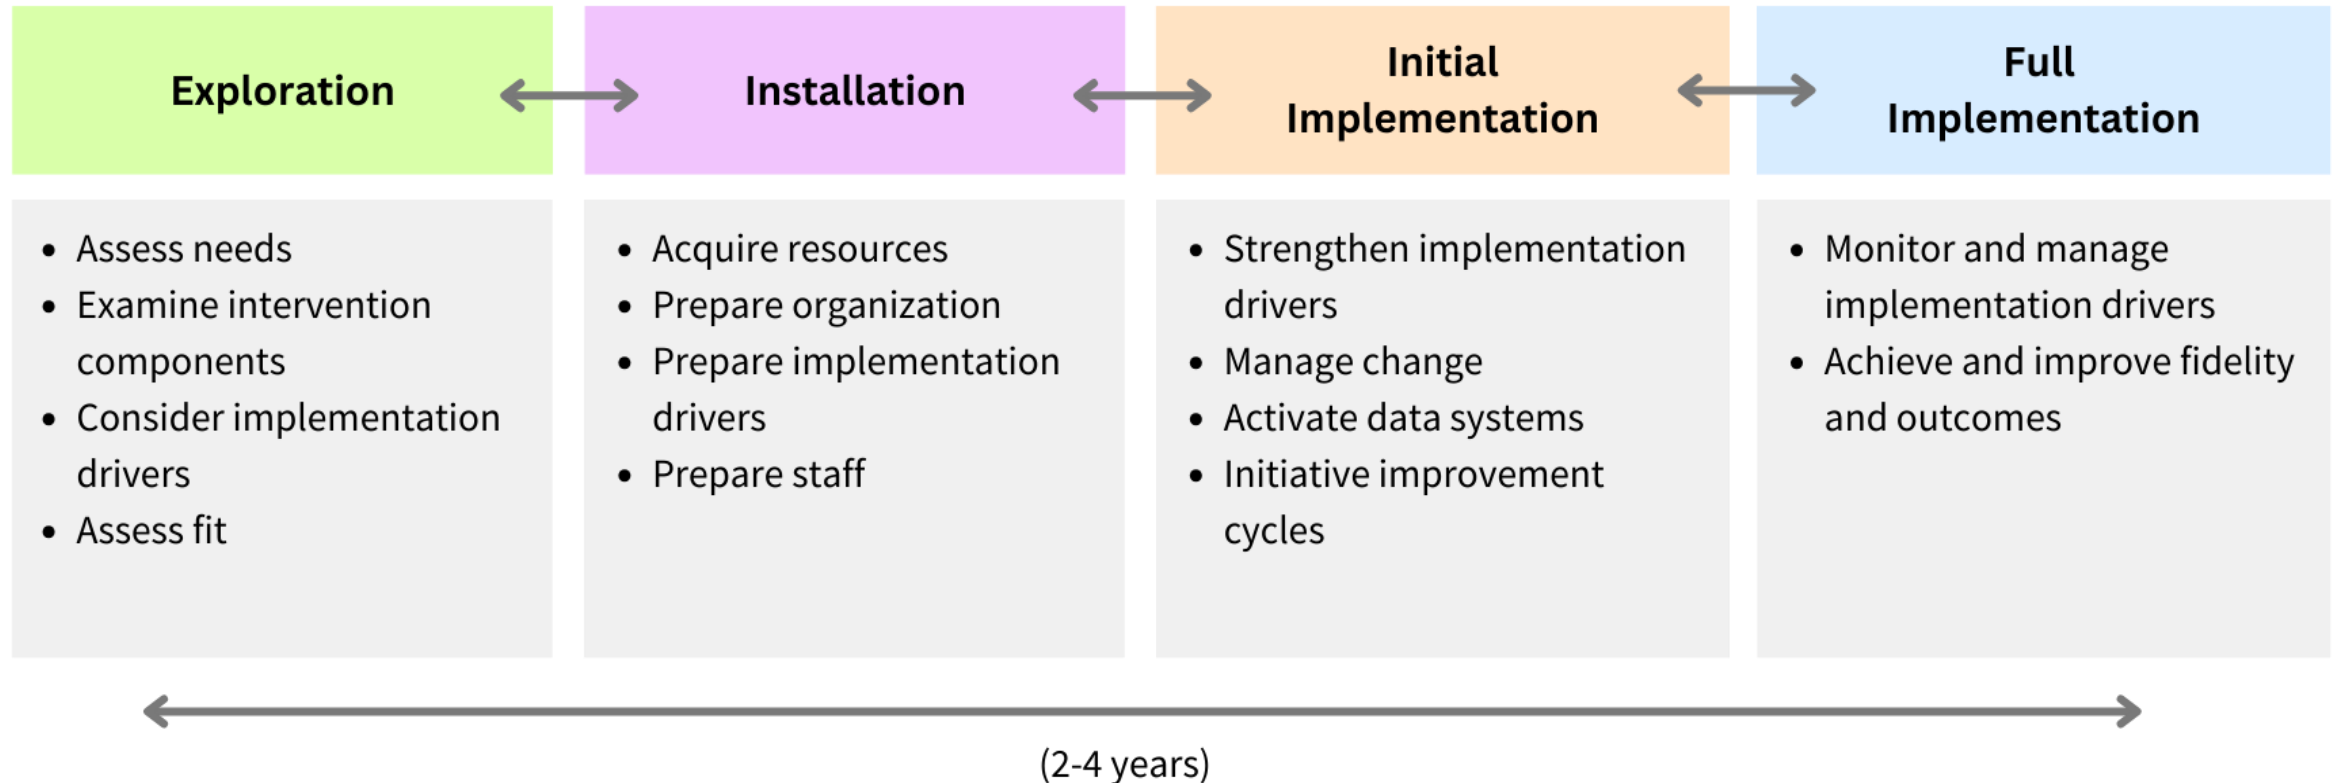 Exploration
Installation
Initial
Implementation
Full
Implementation
• Assess needs
• Examine intervention
components
• Consider implementation
drivers
• Assess fit
• Acquire resources
• Prepare organization
• Prepare implementation
drivers
• Prepare staff
• Strengthen implementation
drivers
• Manage change
• Activate data systems
• Initiative improvement
cycles
• Monitor and manage
implementation drivers
• Achieve and improve fidelity
and outcomes
(2-4 years)